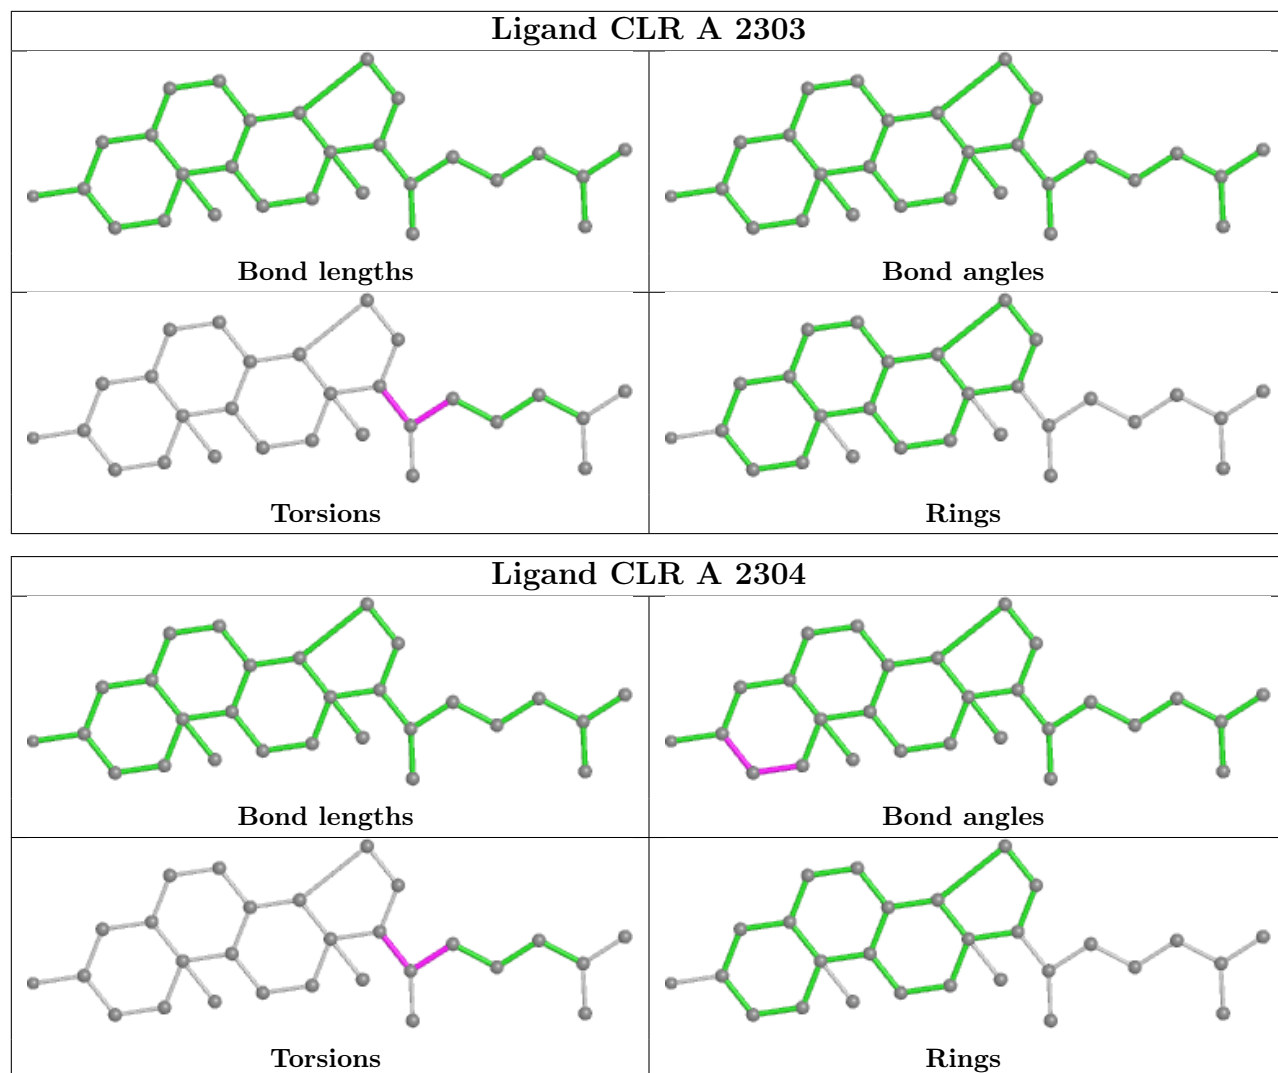 Ligand CLR A 2303
Bond lengths
Bond angles
Torsions
Rings
Ligand CLR A 2304
Bond lengths
Bond angles
Torsions
Rings